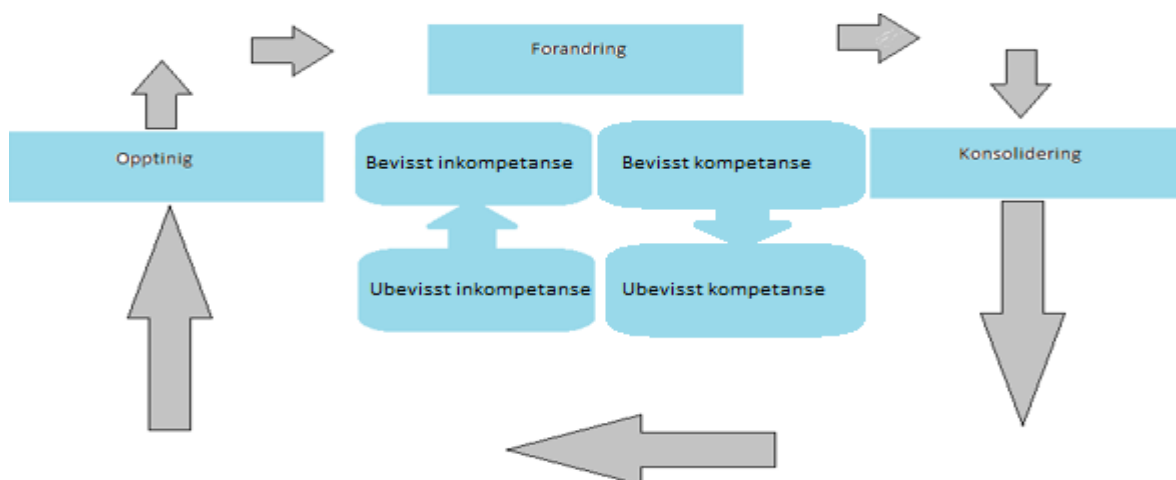 Forandring
Opptinig
Bevisst inkompetanse
Bevisst kompetanse
Konsolidering
Ubevisst inkompetanse
Ubevisst kompetanse